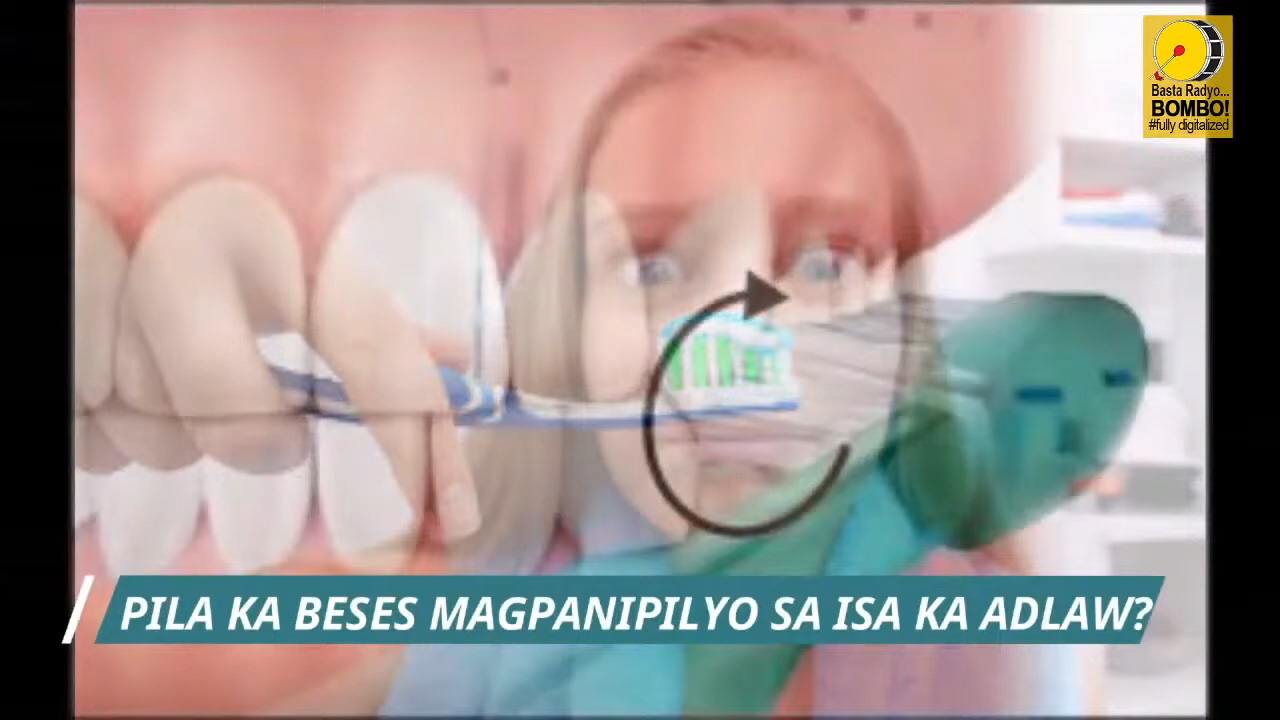 Basta Radyo...
BOMBO!
#fully digitalized
PILA KA BESES MAGPANIPILYO SA ISA KA ADLAW?